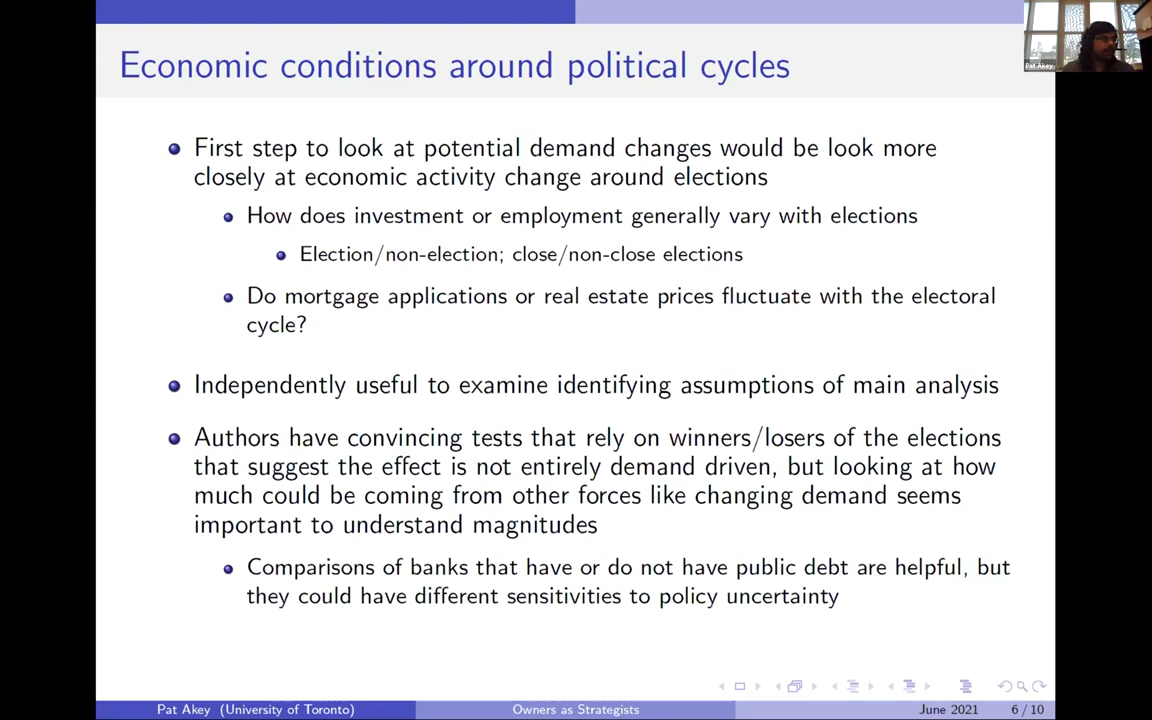 Economic conditions around political cycles
Pat Akey
First step to look at potential demand changes would be look more
closely at economic activity change around elections
How does investment or employment generally vary with elections
Election/non-election; close/non-close elections
Do mortgage applications or real estate prices fluctuate with the electoral
cycle?
Independently useful to examine identifying assumptions of main analysis
Authors have convincing tests that rely on winners/losers of the elections
that suggest the effect is not entirely demand driven, but looking at how
much could be coming from other forces like changing demand seems
important to understand magnitudes
Comparisons of banks that have or do not have public debt are helpful, but
they could have different sensitivities to policy uncertainty
Pat Akey (University of Toronto) Owners as Strategists June 2021 6 / 10